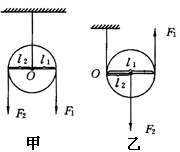 l₂ l₁
O
F₂ F₁
甲
F₁
O l₁
l₂
F₂
乙